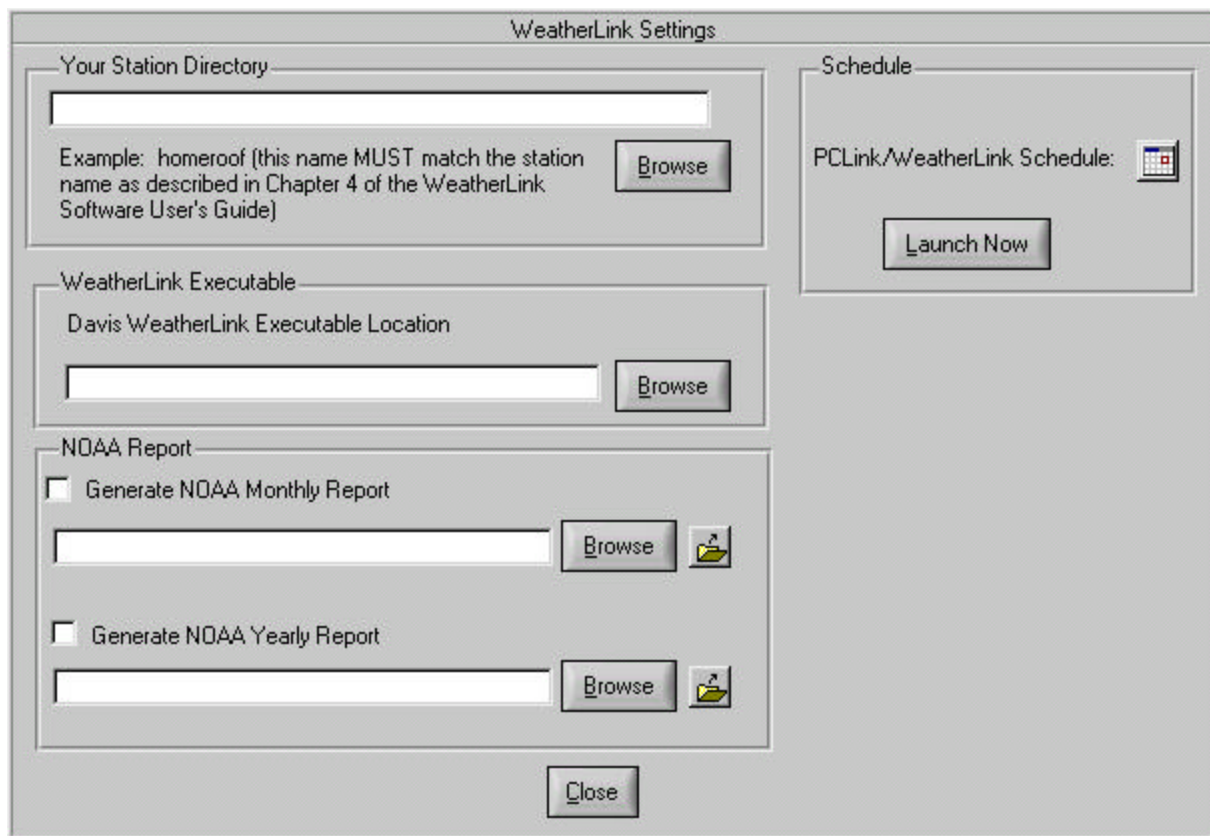 WeatherLink Settings
Your Station Directory
Example: homeroof (this name MUST match the station
name as described in Chapter 4 of the WeatherLink
Software User's Guide)
Browse
Schedule
PCLink/WeatherLink Schedule:
Launch Now
WeatherLink Executable
Davis WeatherLink Executable Location
Browse
NOAA Report
Generate NOAA Monthly Report
Browse
Generate NOAA Yearly Report
Browse
Close